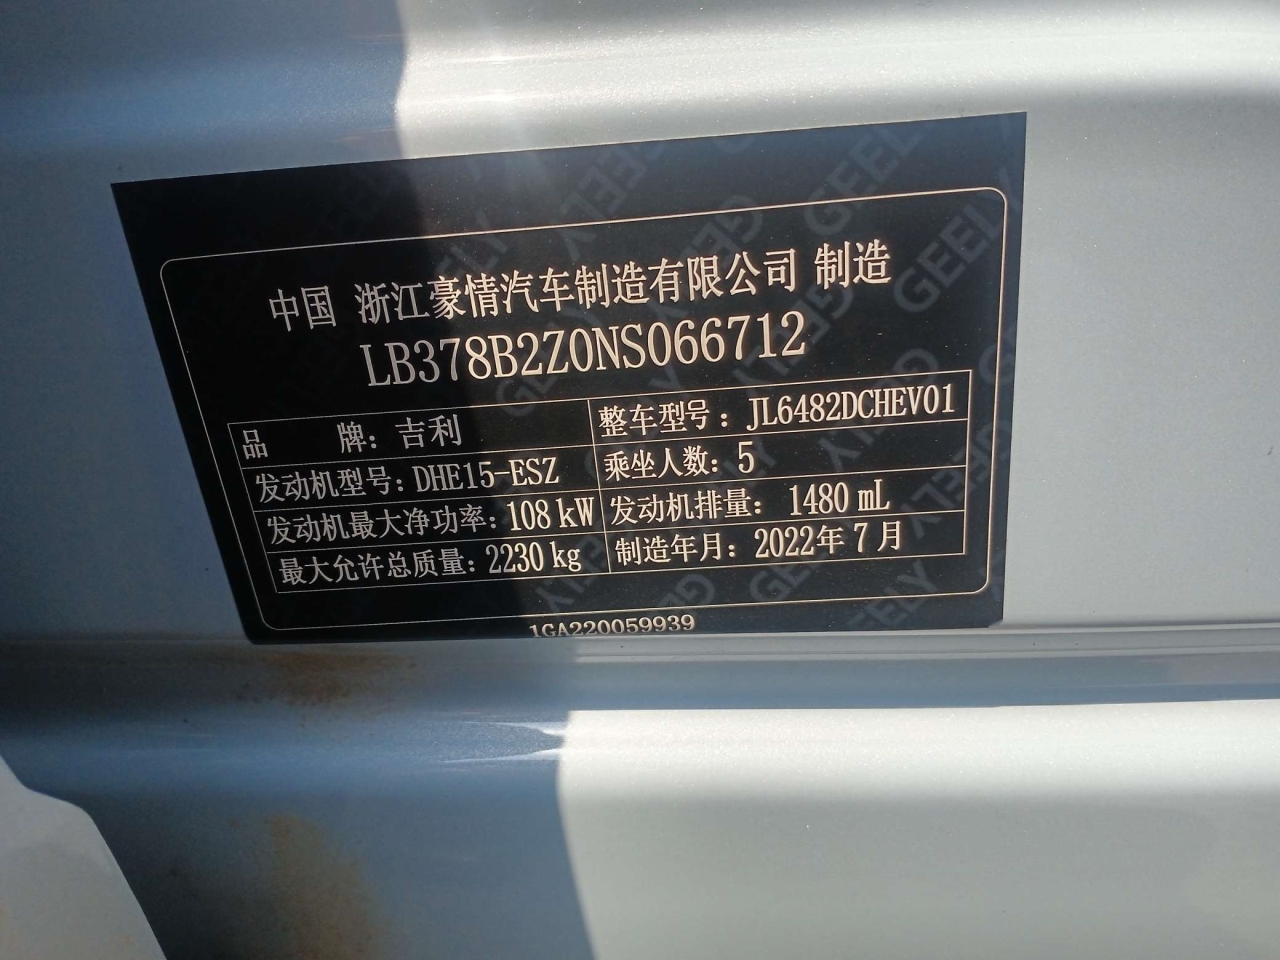 中国 浙江豪情汽车制造有限公司 制造
LB378B2Z0NS066712
品 牌：吉利 整车型号：JL6482DCHEV01
发动机型号：DHE15-ESZ 乘坐人数：5
发动机最大净功率：108 kW 发动机排量： 1480 mL
最大允许总质量：2230 kg 制造年月：2022年 7 月
1GA220059939
GEELY